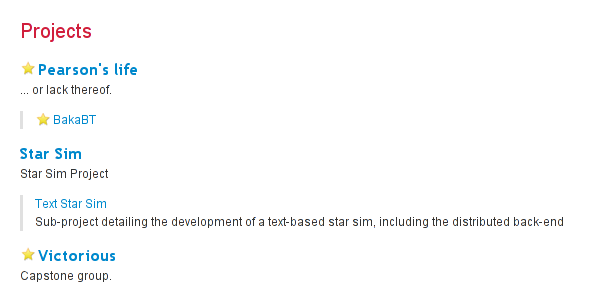 Projects
Pearson's life
... or lack thereof.
BakaBT
Star Sim
Star Sim Project
Text Star Sim
Sub-project detailing the development of a text-based star sim, including the distributed back-end
Victorious
Capstone group.